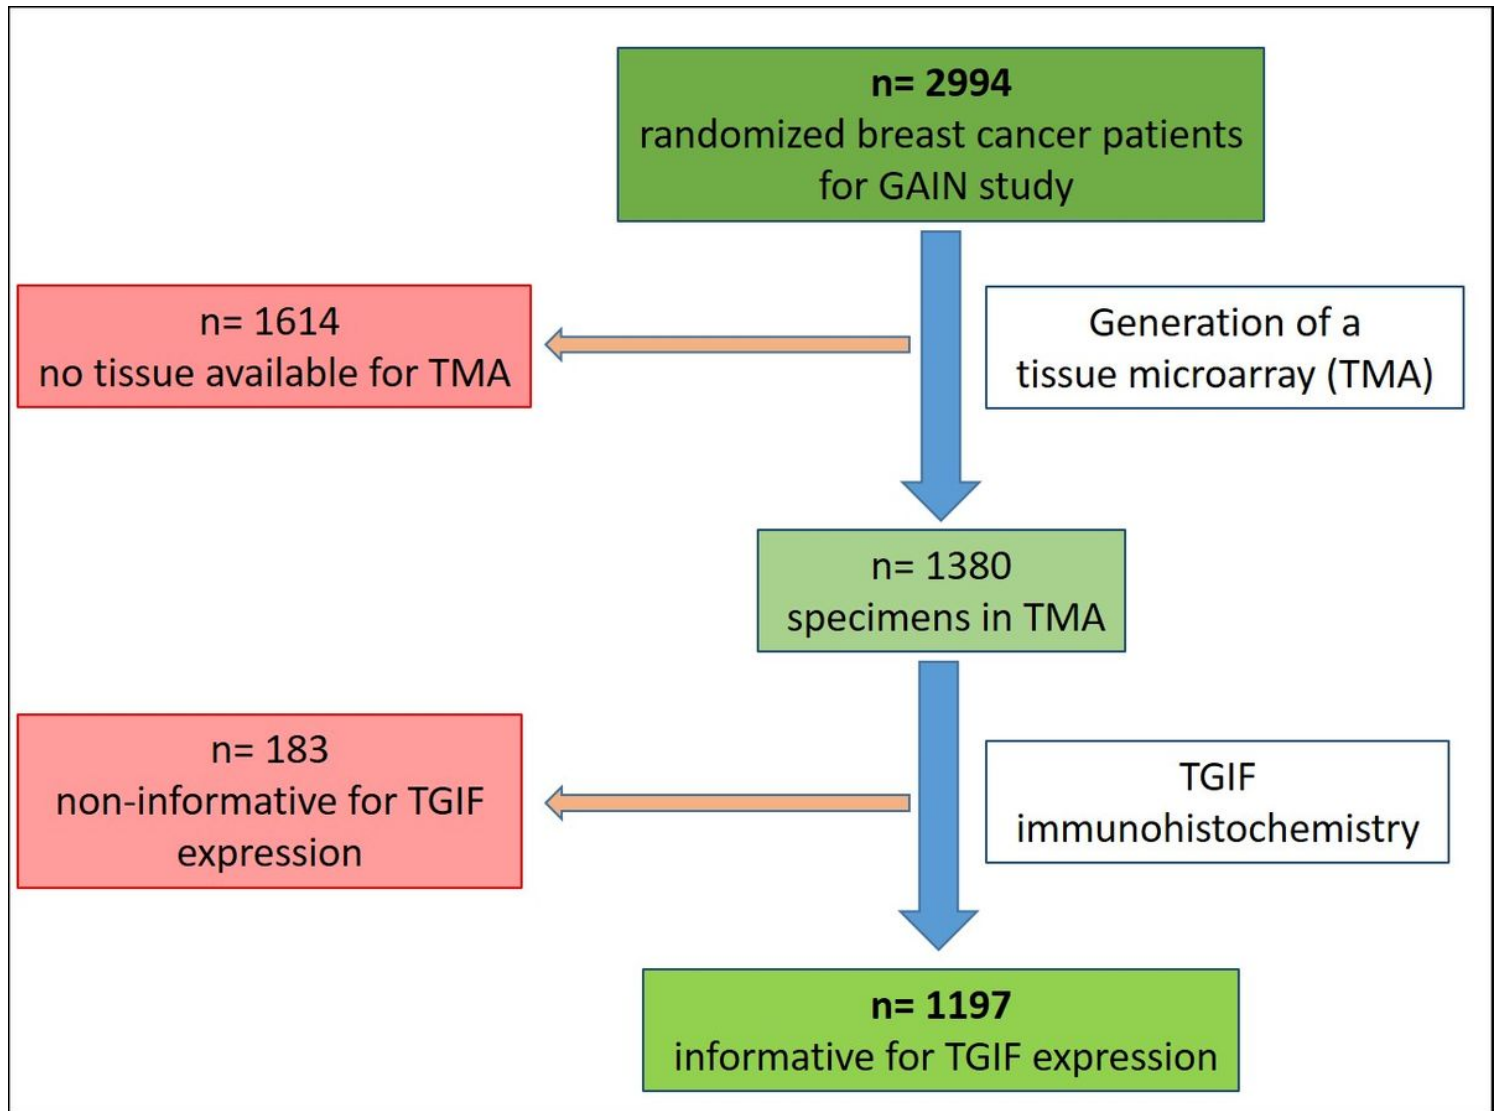 n= 2994
randomized breast cancer patients
for GAIN study
n= 1614
no tissue available for TMA
Generation of a
tissue microarray (TMA)
n= 1380
specimens in TMA
n= 183
non-informative for TGIF
expression
TGIF
immunohistochemistry
n= 1197
informative for TGIF expression